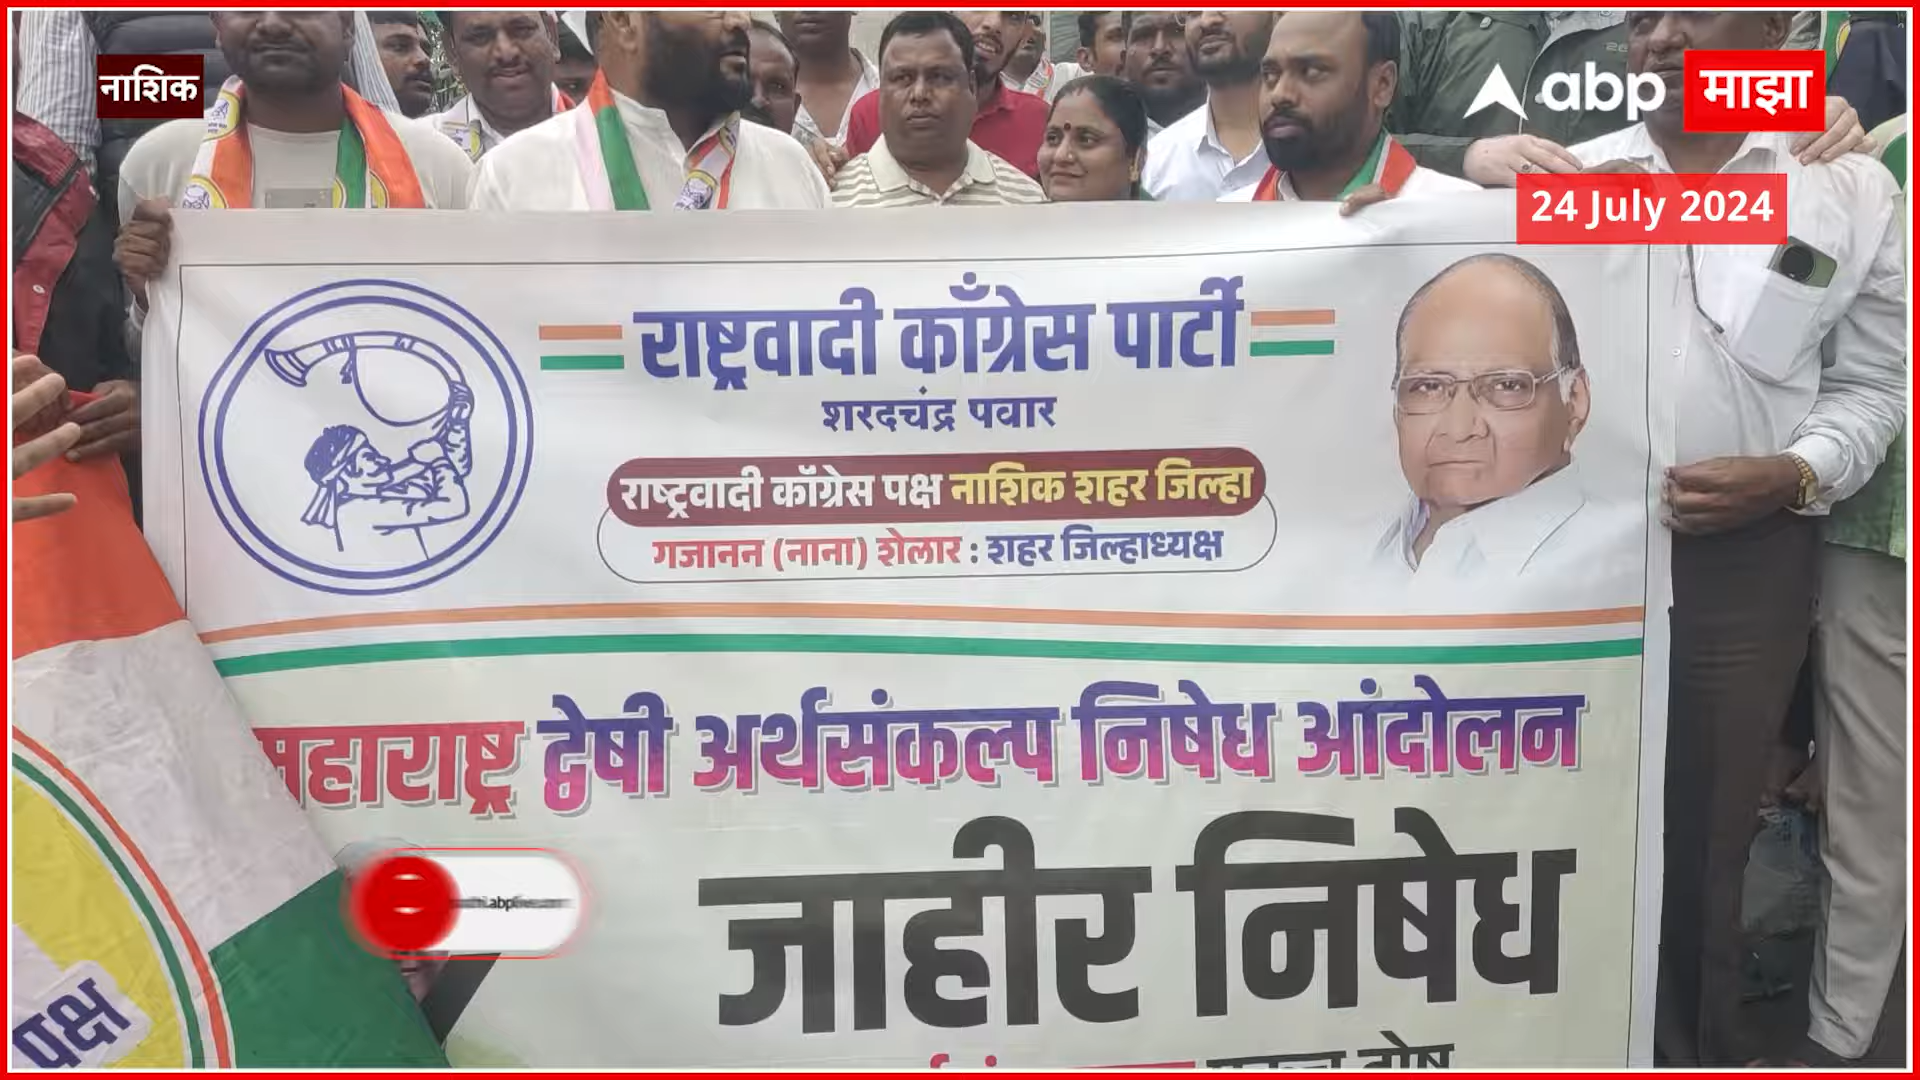 नाशिक
abp माझा
24 July 2024
राष्ट्रवादी काँग्रेस पार्टी
शरदचंद्र पवार
राष्ट्रवादी काँग्रेस पक्ष नाशिक शहर जिल्हा
गजानन (नाना) शेलार : शहर जिल्हाध्यक्ष
महाराष्ट्र द्वेषी अर्थसंकल्प निषेध आंदोलन
जाहीर निषेध
पक्ष